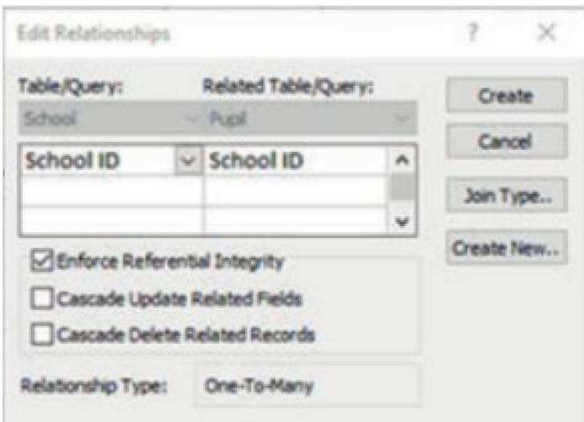 Edit Relationships ? ×
Table/Query: Related Table/Query:
School Pupil
School ID School ID
Enforce Referential Integrity
Cascade Update Related Fields
Cascade Delete Related Records
Relationship Type: One-To-Many
Create
Cancel
Join Type..
Create New..